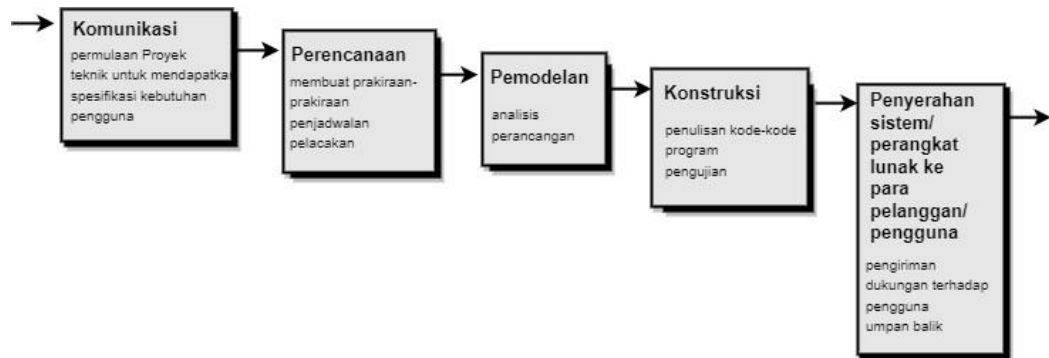 Komunikasi
permulaan Proyek
teknik untuk mendapatka
spesifikasi kebutuhan
pengguna
Perencanaan
membuat prakiraan-
prakiraan
penjadwalan
pelacakan
Pemodelan
analisis
perancangan
Konstruksi
penulisan kode-kode
program
pengujian
Penyerahan
sistem/
perangkat
lunak ke
para
pelanggan/
pengguna
pengiriman
dukungan terhadap
pengguna
umpan balik